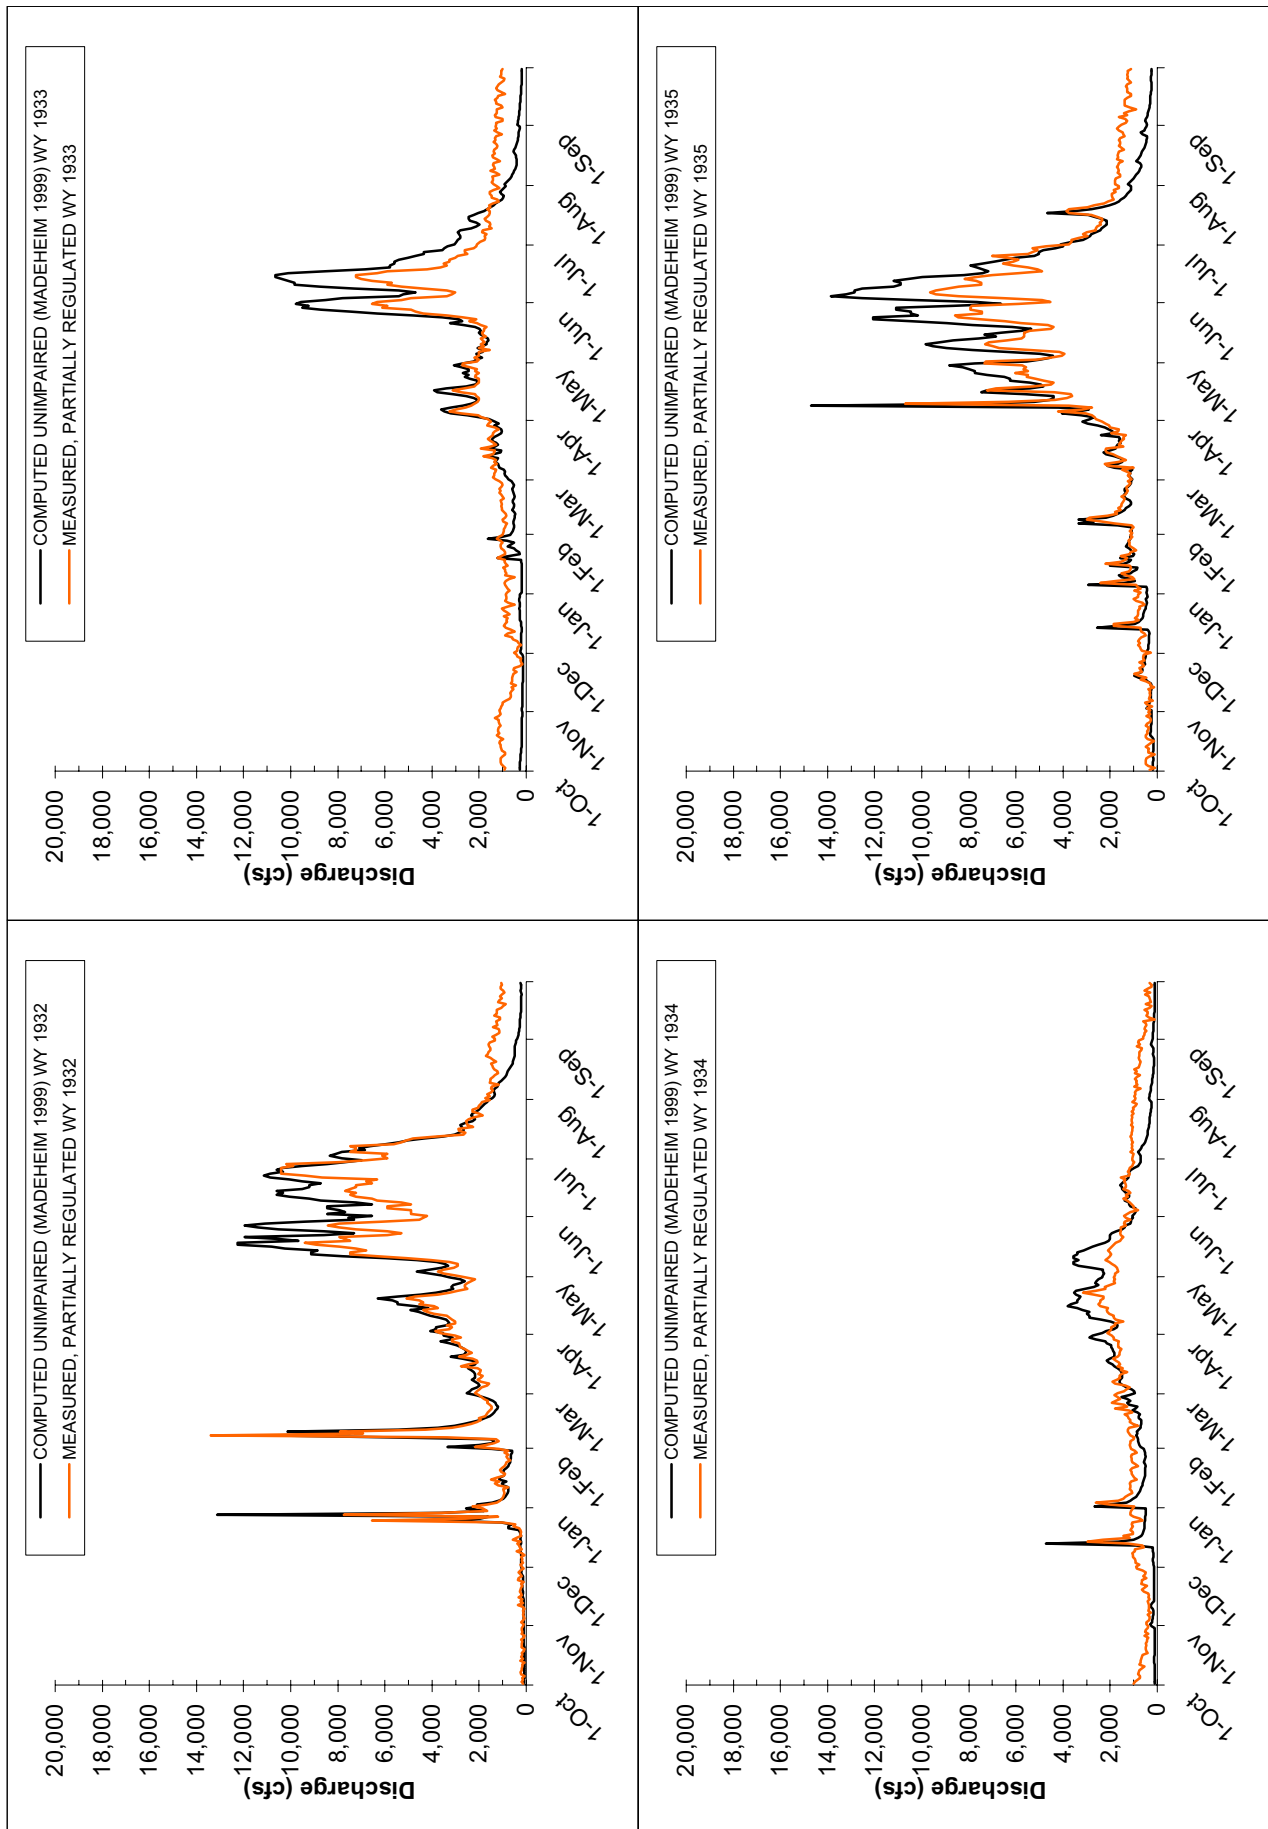 COMPUTED UNIMPAIRED (MADEHEIM 1999) WY 1932
MEASURED, PARTIALLY REGULATED WY 1932
Discharge (cfs)
20,000
18,000
16,000
14,000
12,000
10,000
8,000
6,000
4,000
2,000
0
1-Oct
1-Nov
1-Dec
1-Jan
1-Feb
1-Mar
1-Apr
1-May
1-Jun
1-Jul
1-Aug
1-Sep
COMPUTED UNIMPAIRED (MADEHEIM 1999) WY 1933
MEASURED, PARTIALLY REGULATED WY 1933
Discharge (cfs)
20,000
18,000
16,000
14,000
12,000
10,000
8,000
6,000
4,000
2,000
0
1-Oct
1-Nov
1-Dec
1-Jan
1-Feb
1-Mar
1-Apr
1-May
1-Jun
1-Jul
1-Aug
1-Sep
COMPUTED UNIMPAIRED (MADEHEIM 1999) WY 1934
MEASURED, PARTIALLY REGULATED WY 1934
Discharge (cfs)
20,000
18,000
16,000
14,000
12,000
10,000
8,000
6,000
4,000
2,000
0
1-Oct
1-Nov
1-Dec
1-Jan
1-Feb
1-Mar
1-Apr
1-May
1-Jun
1-Jul
1-Aug
1-Sep
COMPUTED UNIMPAIRED (MADEHEIM 1999) WY 1935
MEASURED, PARTIALLY REGULATED WY 1935
Discharge (cfs)
20,000
18,000
16,000
14,000
12,000
10,000
8,000
6,000
4,000
2,000
0
1-Oct
1-Nov
1-Dec
1-Jan
1-Feb
1-Mar
1-Apr
1-May
1-Jun
1-Jul
1-Aug
1-Sep